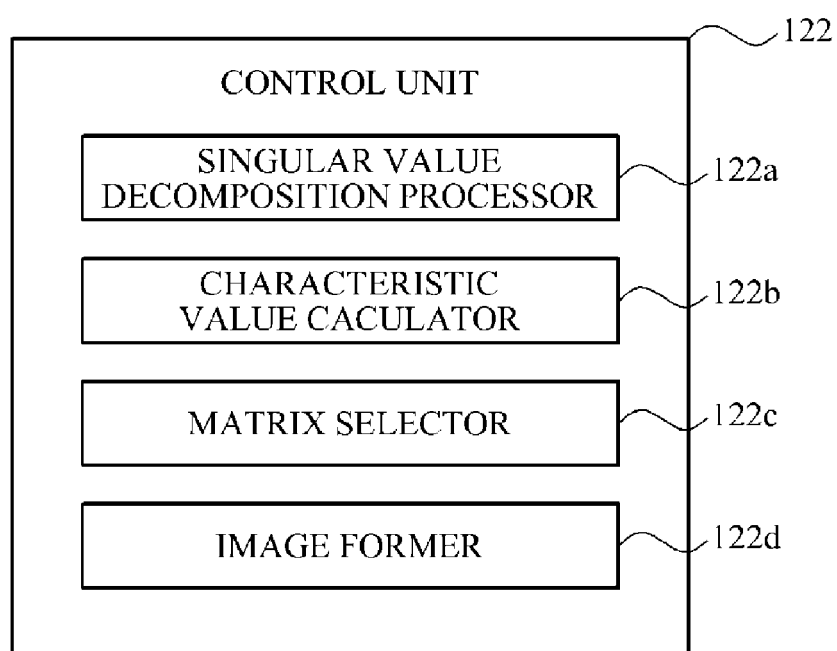 122
CONTROL UNIT
SINGULAR VALUE
DECOMPOSITION PROCESSOR
122a
CHARACTERISTIC
VALUE CACULATOR
122b
MATRIX SELECTOR
122c
IMAGE FORMER
122d